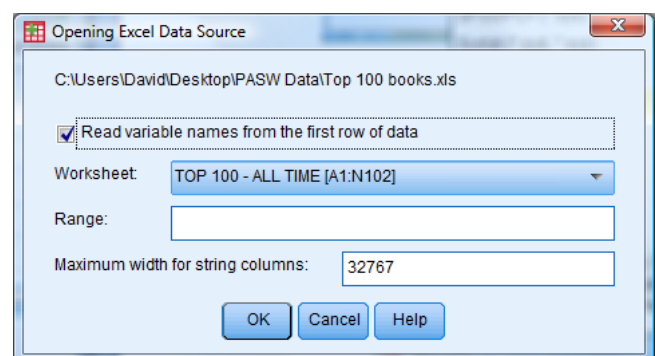 Opening Excel Data Source
C:\Users\David\Desktop\PASW Data\Top 100 books.xls
Read variable names from the first row of data
Worksheet: TOP 100 - ALL TIME [A1:N102]
Range:
Maximum width for string columns: 32767
OK Cancel Help